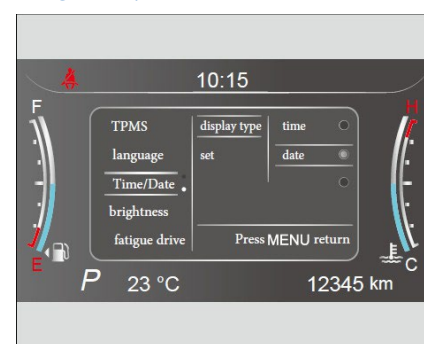 10:15
F
H
TPMS
display type
time
language
set
date
Time/Date
brightness
fatigue drive
Press MENU return
E
C
P
23 °C
12345 km